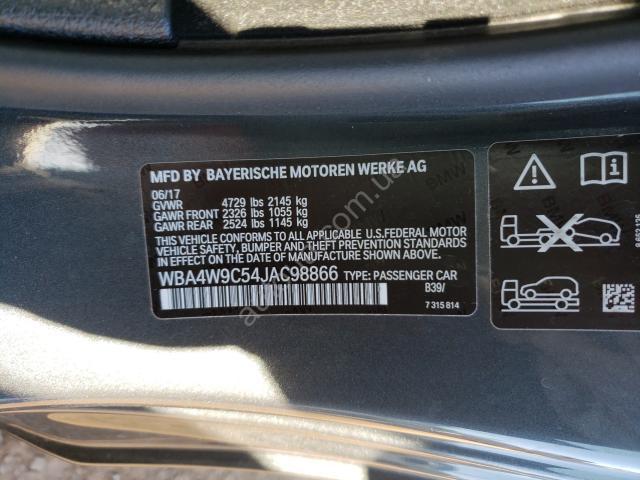 MFD BY BAYERISCHE MOTOREN WERKE AG
06/17
GVWR 4729 lbs 2145 kg
GAWR FRONT 2326 lbs 1055 kg
GAWR REAR 2524 lbs 1145 kg
THIS VEHICLE CONFORMS TO ALL APPLICABLE U.S.FEDERAL MOTOR
VEHICLE SAFETY, BUMPER AND THEFT PREVENTION STANDARDS
IN EFFECT ON THE DATE OF MANUFACTURE SHOWN ABOVE.
WBA4W9C54JAC98866 TYPE: PASSENGER CAR
B39/
7 315 814